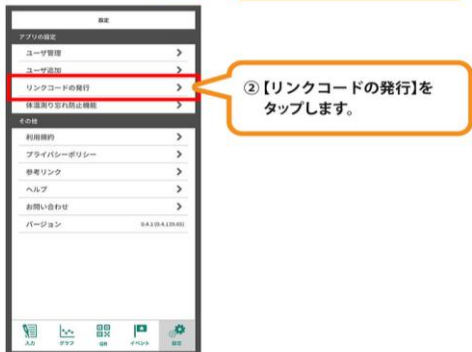 設定
アプリの設定
ユーザ管理
ユーザ追加
リンクコードの発行
体温測り忘れ防止機能
その他
利用規約
プライバシーポリシー
参考リンク
ヘルプ
お問い合わせ
バージョン
入力 グラフ QR イベント 設定
②【リンクコードの発行】を
タップします。